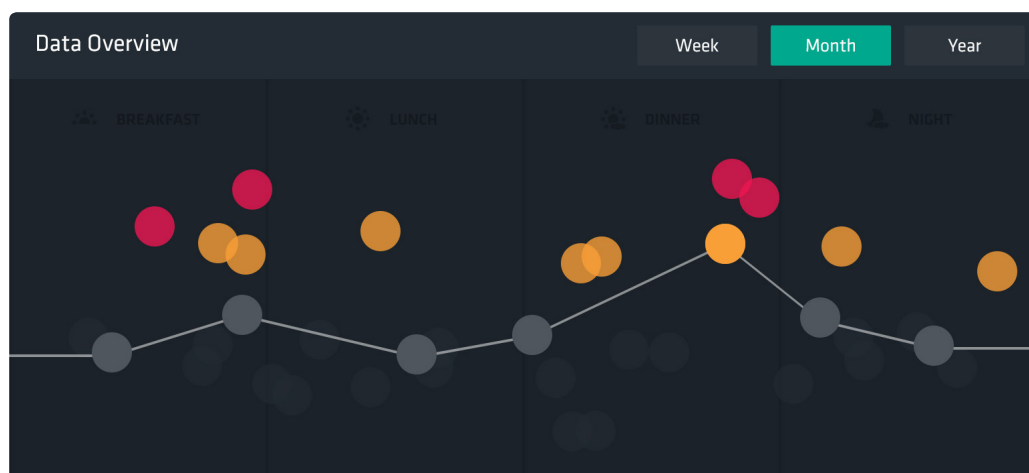 Data Overview
Week
Month
Year
BREAKFAST
LUNCH
DINNER
NIGHT